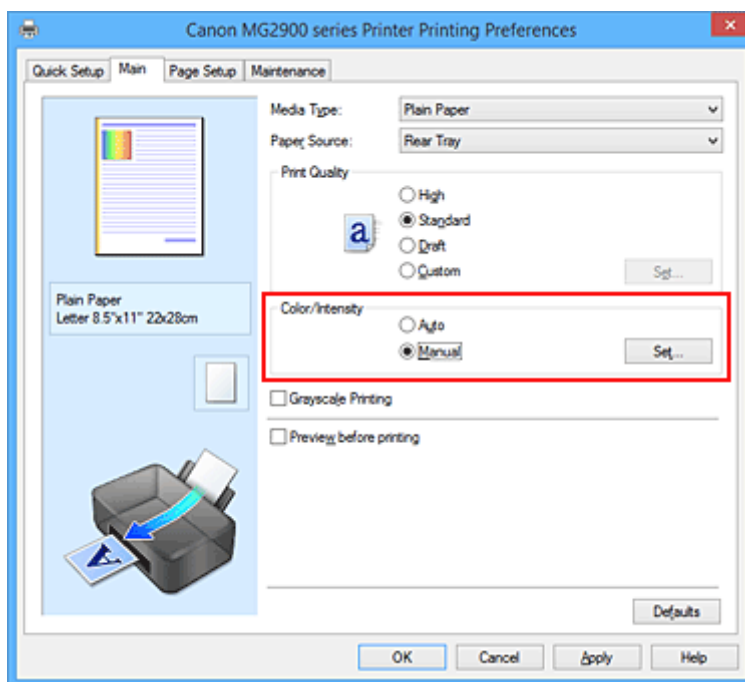 Canon MG2900 series Printer Printing Preferences
Quick Setup Main Page Setup Maintenance
Media Type: Plain Paper
Paper Source: Rear Tray
Print Quality
High
a Standard
Draft
Custom Set...
Plain Paper
Letter 8.5"x11" 22x28cm
Color/Intensity
Auto
Manual Set...
Grayscale Printing
Preview before printing
A
Defaults
OK Cancel Apply Help